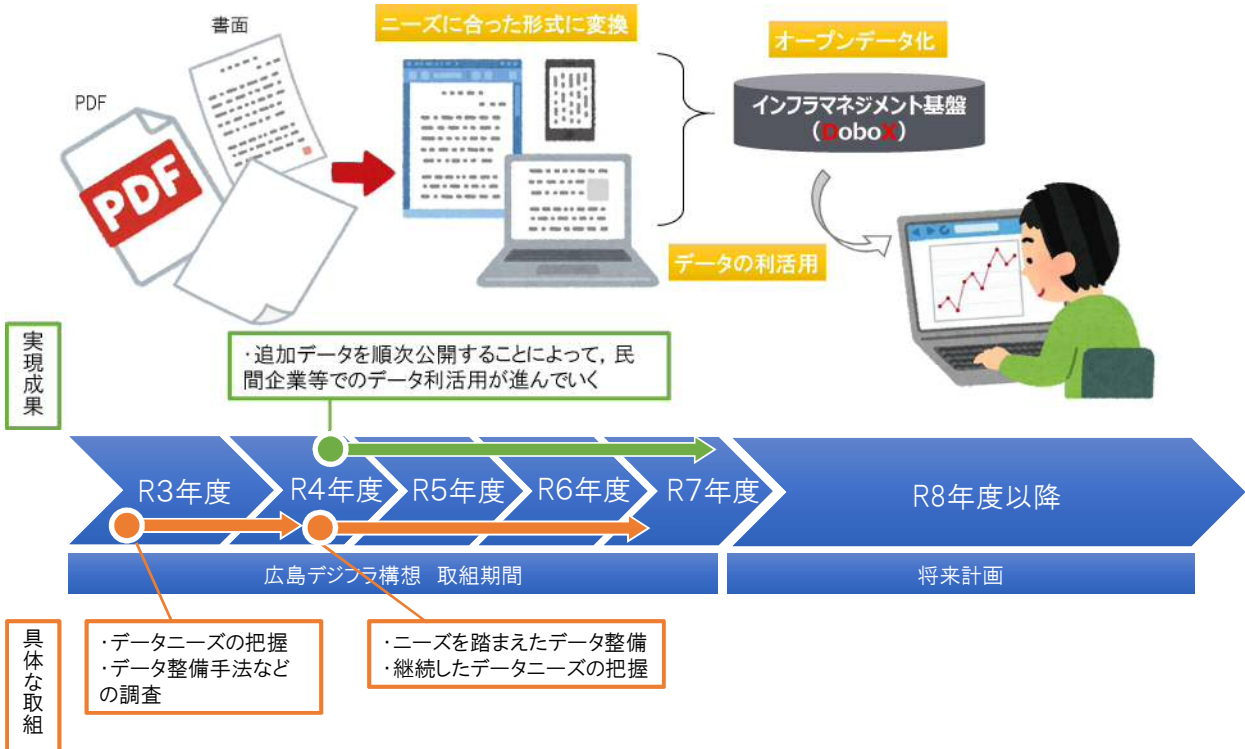 書面
PDF
PDF
ニーズに合った形式に変換
オープンデータ化
インフラマネジメント基盤
(DoboX)
データの利活用
実現成果
・追加データを順次公開することによって，民
間企業等でのデータ利活用が進んでいく
R3年度
R4年度
R5年度
R6年度
R7年度
R8年度以降
広島デジフラ構想　取組期間
将来計画
具体な取組
・データニーズの把握
・データ整備手法など
の調査
・ニーズを踏まえたデータ整備
・継続したデータニーズの把握